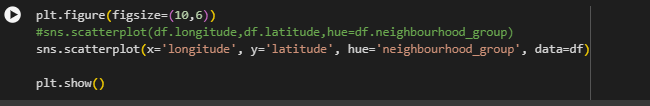 plt.figure(figsize=(10,6))
#sns.scatterplot(df.longitude,df.latitude,hue=df.neighbourhood_group)
sns.scatterplot(x='longitude', y='latitude', hue='neighbourhood_group', data=df)
plt.show()